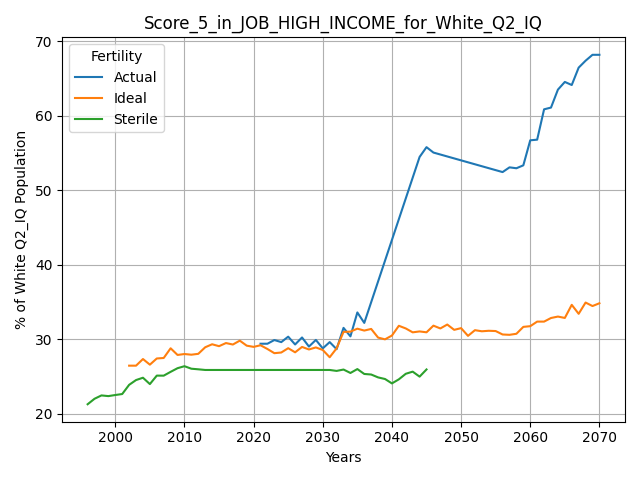 Score_5_in_JOB_HIGH_INCOME_for_White_Q2_IQ
% of White Q2_IQ Population
70
60
50
40
30
20
Fertility
Actual
Ideal
Sterile
2000 2010 2020 2030 2040 2050 2060 2070
Years